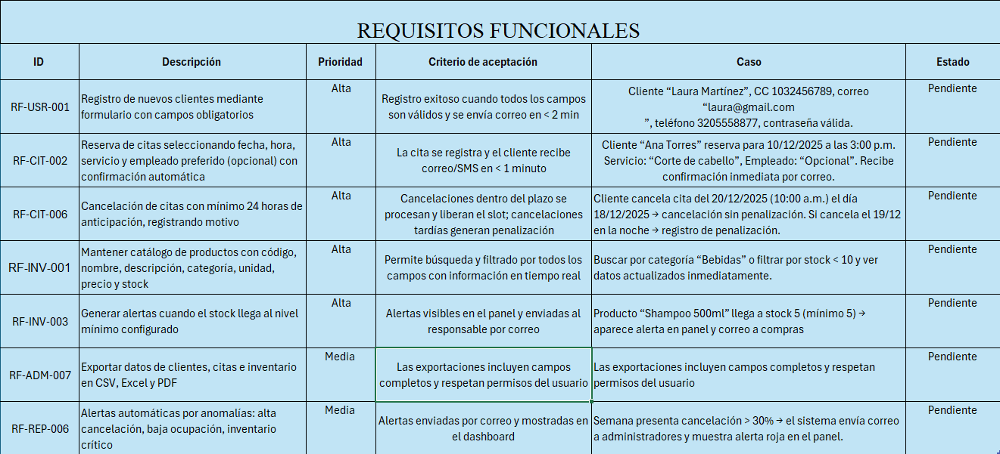 REQUISITOS FUNCIONALES
ID
Descripción
Prioridad
Criterio de aceptación
Caso
Estado
RF-USR-001
Registro de nuevos clientes mediante
formulario con campos obligatorios
Alta
Registro exitoso cuando todos los campos
son válidos y se envía correo en < 2 min
Cliente “Laura Martínez”, CC 1032456789, correo
“laura@gmail.com
”, teléfono 3205558877, contraseña válida.
Pendiente
RF-CIT-002
Reserva de citas seleccionando fecha, hora,
servicio y empleado preferido (opcional) con
confirmación automática
Alta
La cita se registra y el cliente recibe
correo/SMS en < 1 minuto
Cliente “Ana Torres” reserva para 10/12/2025 a las 3:00 p.m.
Servicio: “Corte de cabello”, Empleado: “Opcional”. Recibe
confirmación inmediata por correo.
Pendiente
RF-CIT-006
Cancelación de citas con mínimo 24 horas de
anticipación, registrando motivo
Alta
Cancelaciones dentro del plazo se
procesan y liberan el slot; cancelaciones
tardías generan penalización
Cliente cancela cita del 20/12/2025 (10:00 a.m.) el día
18/12/2025 → cancelación sin penalización. Si cancela el 19/12
en la noche → registro de penalización.
Pendiente
RF-INV-001
Mantener catálogo de productos con código,
nombre, descripción, categoría, unidad,
precio y stock
Alta
Permite búsqueda y filtrado por todos los
campos con información en tiempo real
Buscar por categoría “Bebidas” o filtrar por stock < 10 y ver
datos actualizados inmediatamente.
Pendiente
RF-INV-003
Generar alertas cuando el stock llega al nivel
mínimo configurado
Alta
Alertas visibles en el panel y enviadas al
responsable por correo
Producto “Shampoo 500ml” llega a stock 5 (mínimo 5) →
aparece alerta en panel y correo a compras
Pendiente
RF-ADM-007
Exportar datos de clientes, citas e inventario
en CSV, Excel y PDF
Media
Las exportaciones incluyen campos
completos y respetan permisos del usuario
Las exportaciones incluyen campos completos y respetan
permisos del usuario
Pendiente
RF-REP-006
Alertas automáticas por anomalías: alta
cancelación, baja ocupación, inventario
crítico
Media
Alertas enviadas por correo y mostradas en
el dashboard
Semana presenta cancelación > 30% → el sistema envía correo
a administradores y muestra alerta roja en el panel.
Pendiente